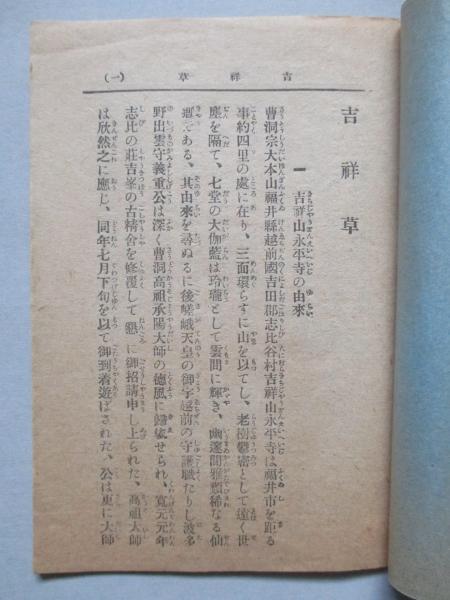 (一) 吉祥草
吉祥草
一 吉祥山永平寺の由來
曹洞宗大本山福井縣越前國吉田郡志比谷村吉祥山永平寺は福井市を距る
事約四里の處に在り、三面環らすに山を以てし、老樹鬱密として遠く世
塵を隔て、七堂の大伽藍は玲瓏として雲間に輝き、幽邃閒雅類稀なる仙
境である、其由來を尋ぬるに後嵯峨天皇の御宇越前の守護職たりし波多
野出雲守義重公は深く曹洞高祖承陽大師の德風に歸依せられ、寬元元年
志比の莊吉峯の古精舍を修覆して懇に御招請申し上られた、高祖大師
は欣然之に應じ、同年七月下旬を以て御到着遊ばされた、公は更に大師